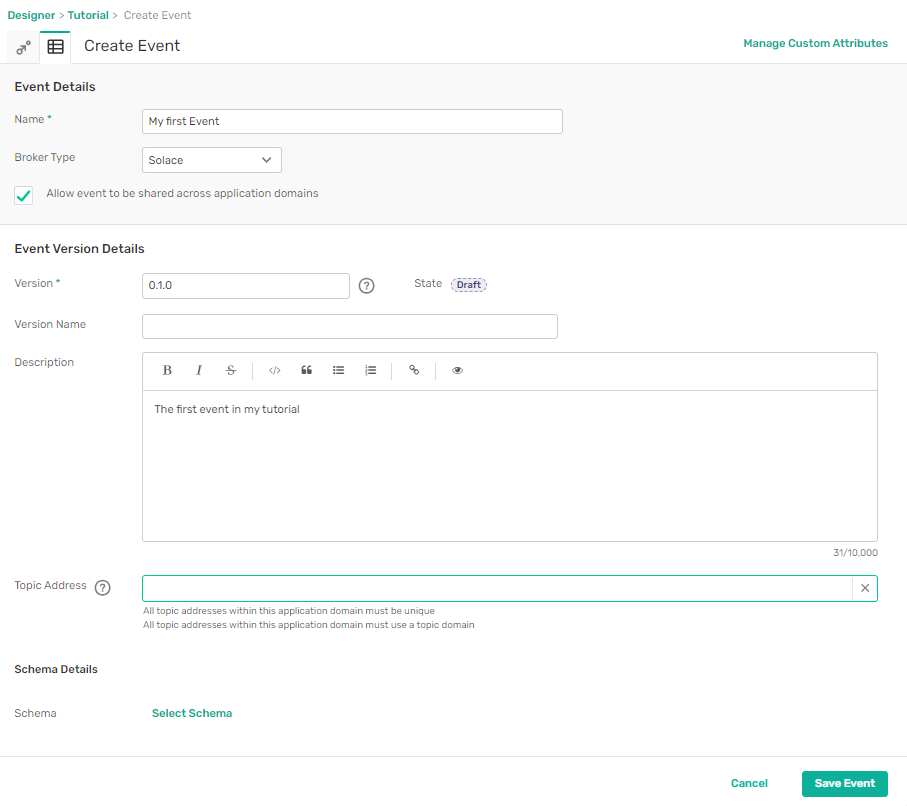 Designer > Tutorial > Create Event
Create Event
Manage Custom Attributes
Event Details
Name *
My first Event
Broker Type
Solace
Allow event to be shared across application domains
Event Version Details
Version *
0.1.0
?
State
Draft
Version Name
Description
B I S </>
The first event in my tutorial
31/10,000
Topic Address ?
All topic addresses within this application domain must be unique
All topic addresses within this application domain must use a topic domain
Schema Details
Schema
Select Schema
Cancel
Save Event